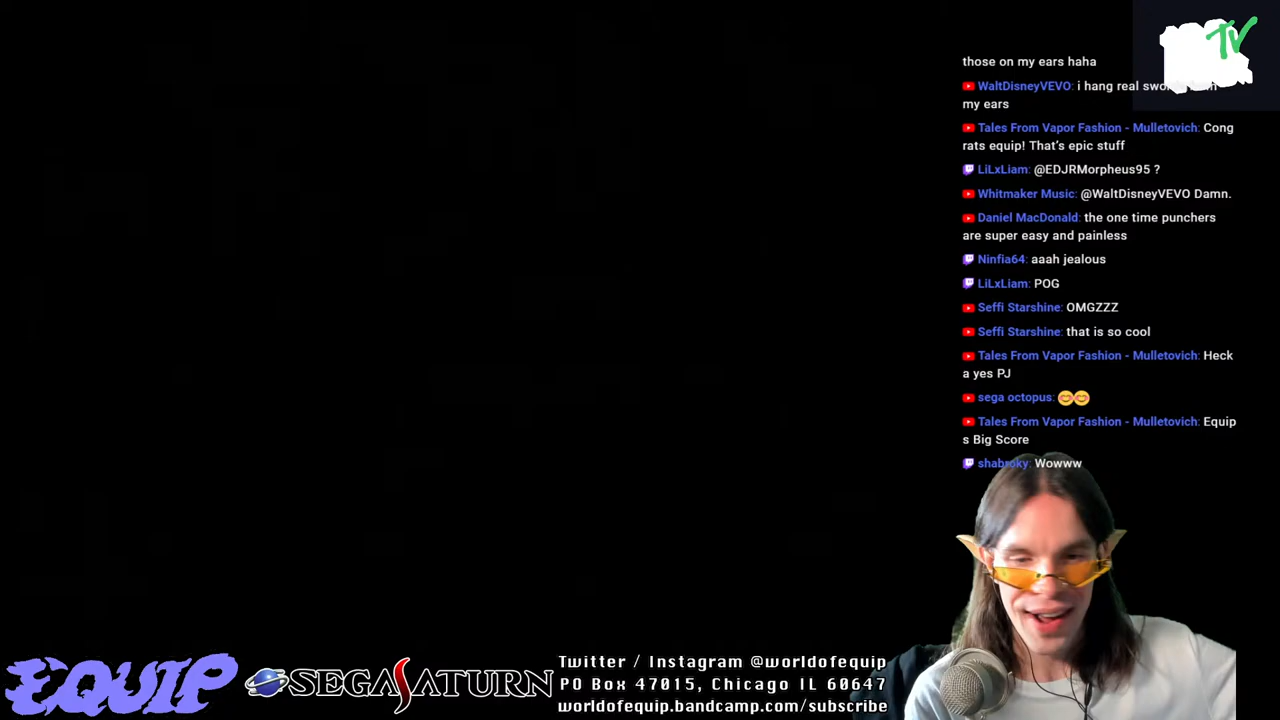 TV
those on my ears haha
WaltDisneyVEVO: i hang real
my ears
Tales From Vapor Fashion - Mulletovich: Cong
rats equip! That's epic stuff
LiLxLiam: @EDJRMorpheus95 ?
Whitmaker Music: @WaltDisneyVEVO Damn.
Daniel MacDonald: the one time punchers
are super easy and painless
Ninfia64: aaah jealous
LiLxLiam: POG
Seffi Starshine: OMGZZZ
Seffi Starshine: that is so cool
Tales From Vapor Fashion - Mulletovich: Heck
a yes PJ
sega octopus: 😊😊
Tales From Vapor Fashion - Mulletovich: Equip
s Big Score
shabroky: Wowww
EQUIP SEGA SATURN
Twitter / Instagram @worldofequip
PO Box 47015, Chicago IL 60647
worldofequip.bandcamp.com/subscribe